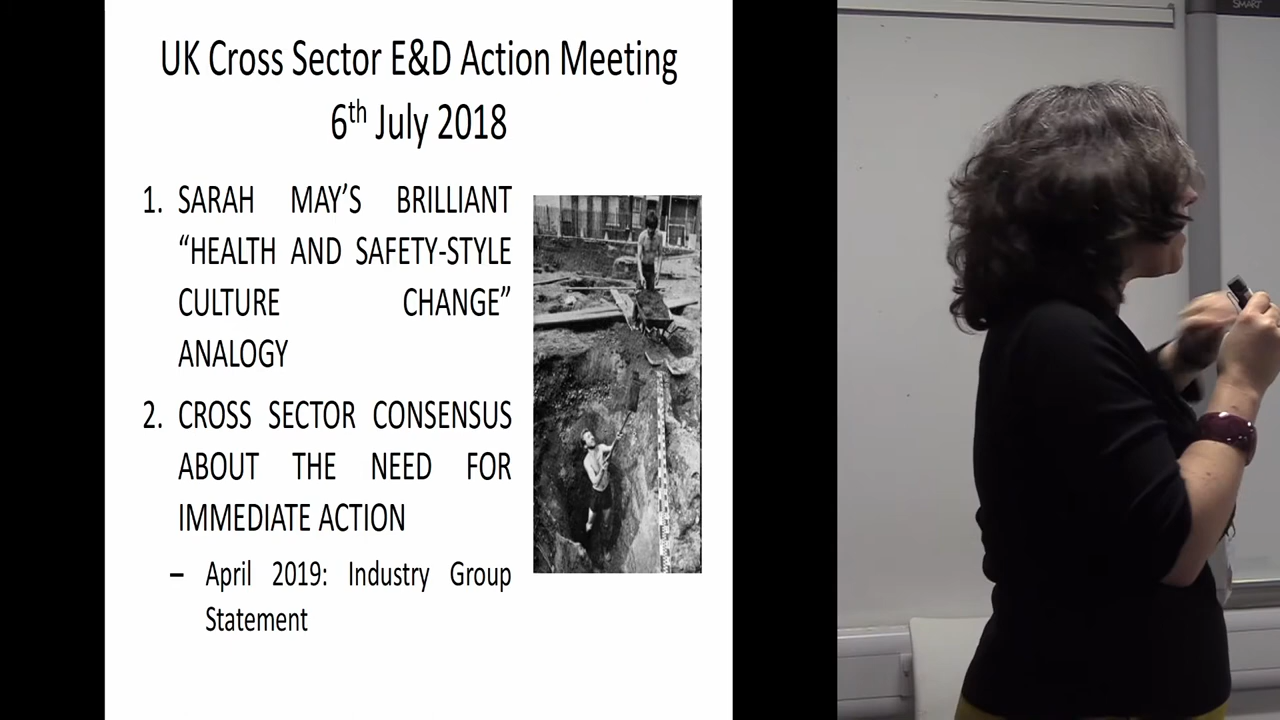 UK Cross Sector E&D Action Meeting
6th July 2018
1. SARAH MAY’S BRILLIANT
“HEALTH AND SAFETY-STYLE
CULTURE CHANGE”
ANALOGY
2. CROSS SECTOR CONSENSUS
ABOUT THE NEED FOR
IMMEDIATE ACTION
– April 2019: Industry Group
Statement
SMART